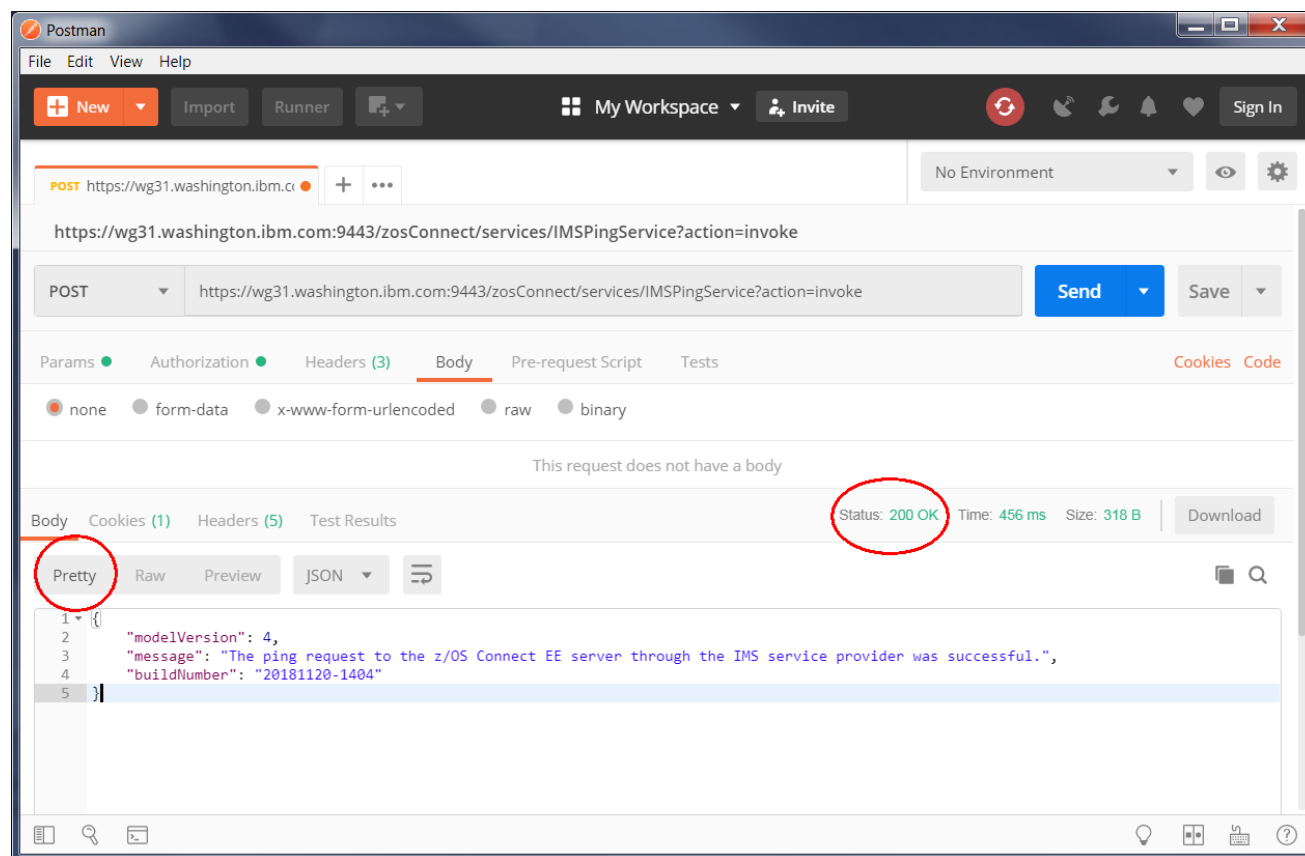 Postman
File Edit View Help
New Import Runner My Workspace Invite Sign In
POST https://wg31.washington.ibm.c No Environment
https://wg31.washington.ibm.com:9443/zosConnect/services/IMSPingService?action=invoke
POST https://wg31.washington.ibm.com:9443/zosConnect/services/IMSPingService?action=invoke Send Save
Params Authorization Headers (3) Body Pre-request Script Tests Cookies Code
none form-data x-www-form-urlencoded raw binary
This request does not have a body
Body Cookies (1) Headers (5) Test Results Status: 200 OK Time: 456 ms Size: 318 B Download
Pretty Raw Preview JSON
1 {
2 "modelVersion": 4,
3 "message": "The ping request to the z/OS Connect EE server through the IMS service provider was successful.",
4 "buildNumber": "20181120-1404"
5 }